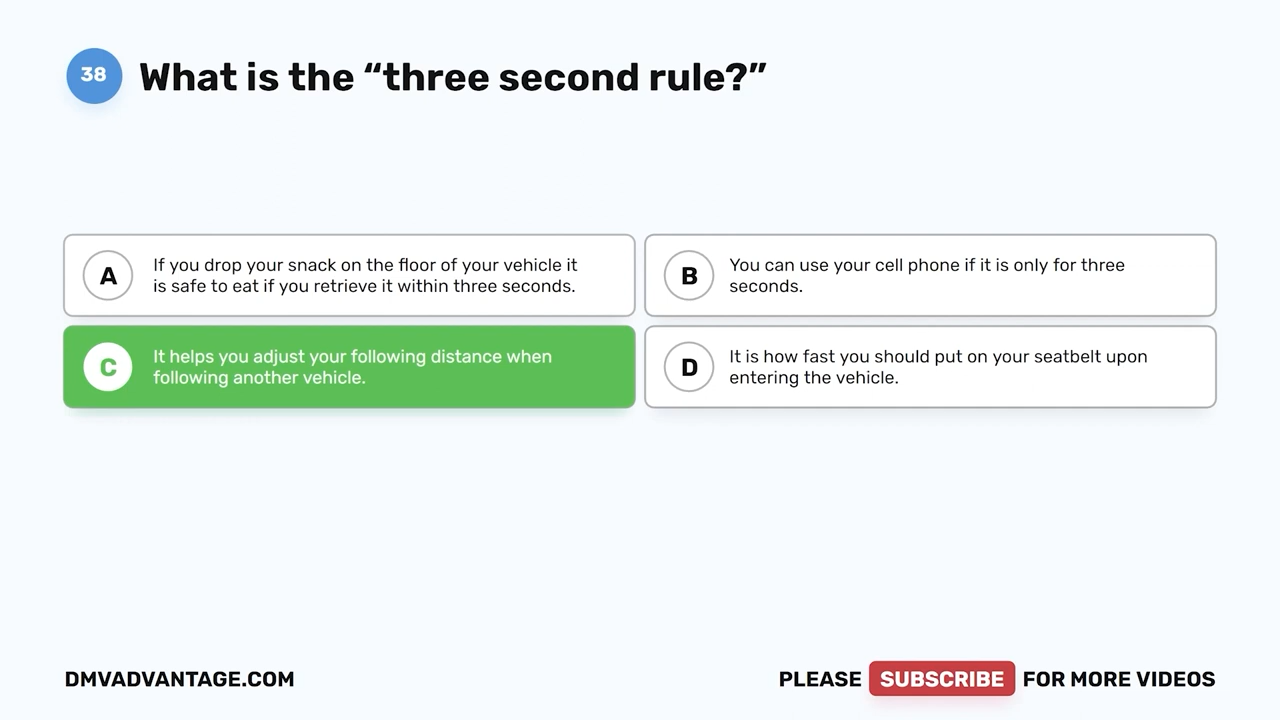 38
What is the “three second rule?”
A
If you drop your snack on the floor of your vehicle it
is safe to eat if you retrieve it within three seconds.
B
You can use your cell phone if it is only for three
seconds.
C
It helps you adjust your following distance when
following another vehicle.
D
It is how fast you should put on your seatbelt upon
entering the vehicle.
DMVADVANTAGE.COM
PLEASE SUBSCRIBE FOR MORE VIDEOS